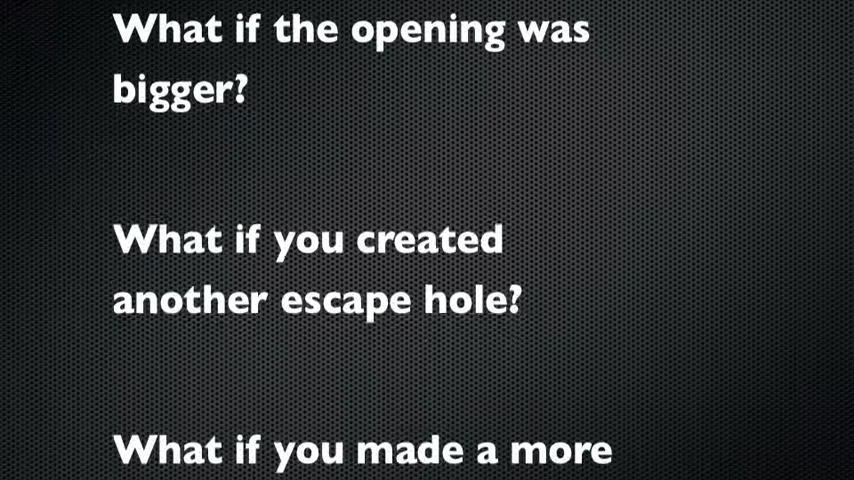 What if the opening was
bigger?
What if you created
another escape hole?
What if you made a more